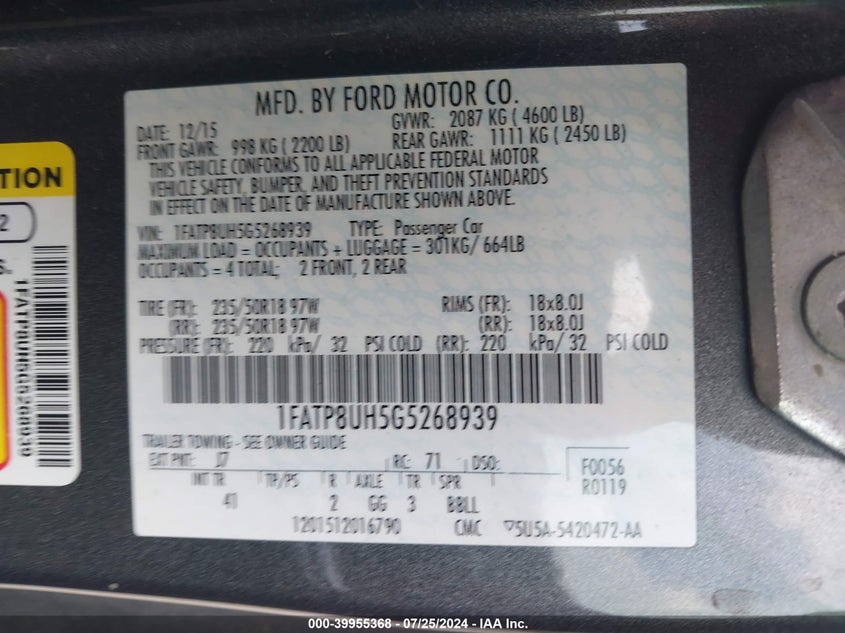 MFD. BY FORD MOTOR CO.
DATE: 12/15 GVWR: 2087 KG ( 4600 LB)
FRONT GAWR: 998 KG ( 2200 LB) REAR GAWR: 1111 KG ( 2450 LB)
THIS VEHICLE CONFORMS TO ALL APPLICABLE FEDERAL MOTOR
VEHICLE SAFETY, BUMPER, AND THEFT PREVENTION STANDARDS
IN EFFECT ON THE DATE OF MANUFACTURE SHOWN ABOVE.
VIN: 1FATP8UH5G5268939 TYPE: Passenger Car
MAXIMUM LOAD = OCCUPANTS + LUGGAGE = 301KG/ 664LB
OCCUPANTS = 4 TOTAL; 2 FRONT, 2 REAR
TIRE (FR): 235/50R18 97W RIMS (FR): 18x8.0J
(RR): 235/50R18 97W (RR): 18x8.0J
PRESSURE (FR): 220 kPa/ 32 PSI COLD (RR): 220 kPa/ 32 PSI COLD
1FATP8UH5G5268939
TRAILER TOWING - SEE OWNER GUIDE
EXT PNT: J7 RC: 71 DSO: F0056
R0119
INT TR TP/PS R AXLE TR SPR
41 2 GG 3 BBLL
1201512016790 CMC 5U5A-5420472-AA
TION
2
S.
1FATP8UH5G5268939
000-39955368 - 07/25/2024 - IAA Inc.